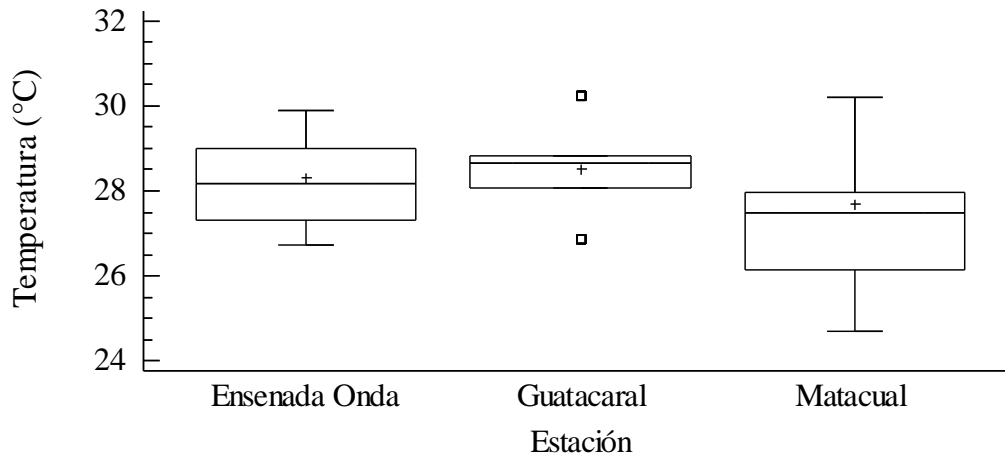 Temperatura (°C)
32
30
28
26
24
Ensenada Onda
Guatacaral
Matacual
Estación